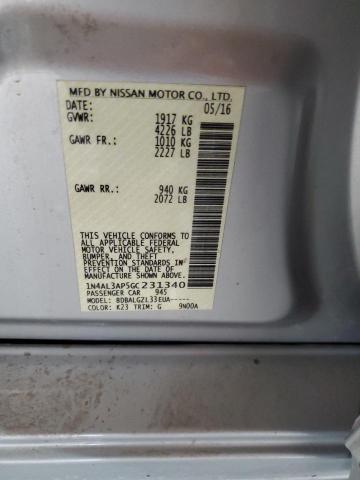 MFD BY NISSAN MOTOR CO., LTD.
DATE: 05/16
GVWR: 1917 KG
4226 LB
GAWR FR.: 1010 KG
2227 LB
GAWR RR.: 940 KG
2072 LB
THIS VEHICLE CONFORMS TO ALL
APPLICABLE U.S. FEDERAL
MOTOR VEHICLE SAFETY,
BUMPER, AND THEFT PREVENTION
STANDARDS IN EFFECT ON THE
DATE OF MANUFACTURE SHOWN
ABOVE.
1N4AL3AP5GC231340
PASSENGER CAR 945
MODEL: BDBALGZL33EUA-----
COLOR: K23 TRIM: G 9N00A